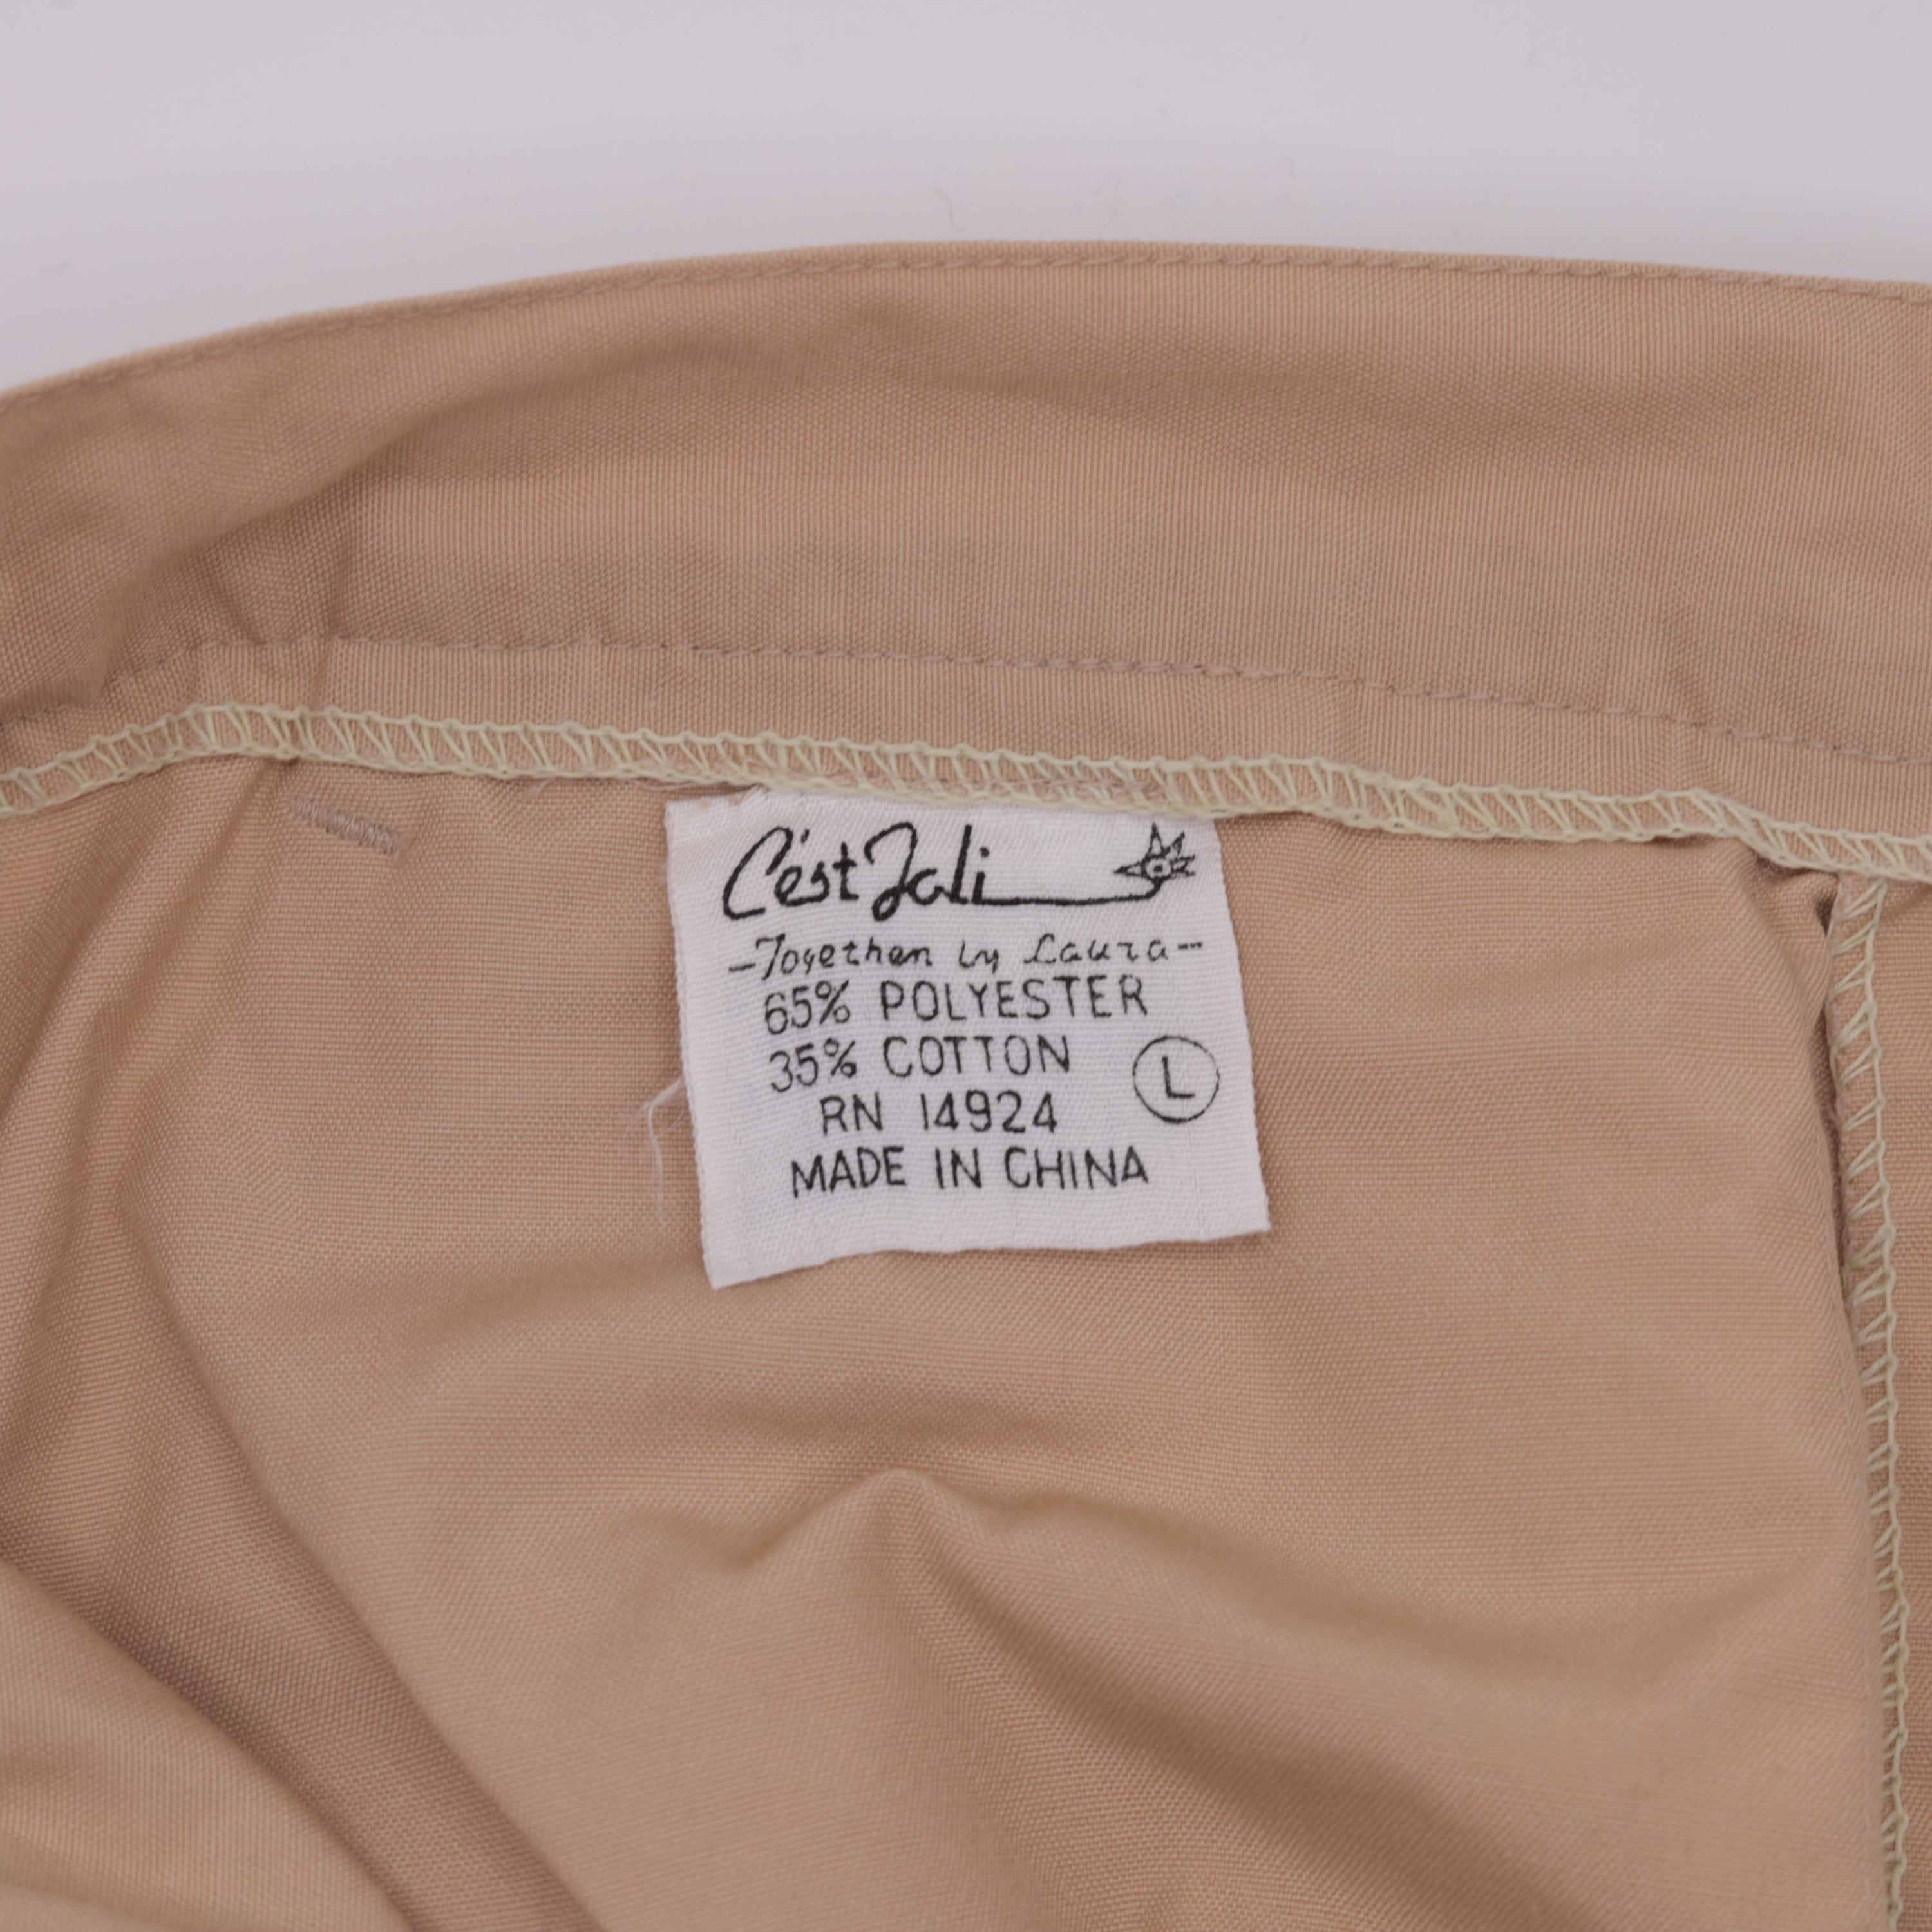 C'est Joli
-Together by Laura-
65% POLYESTER
35% COTTON
L
RN 14924
MADE IN CHINA